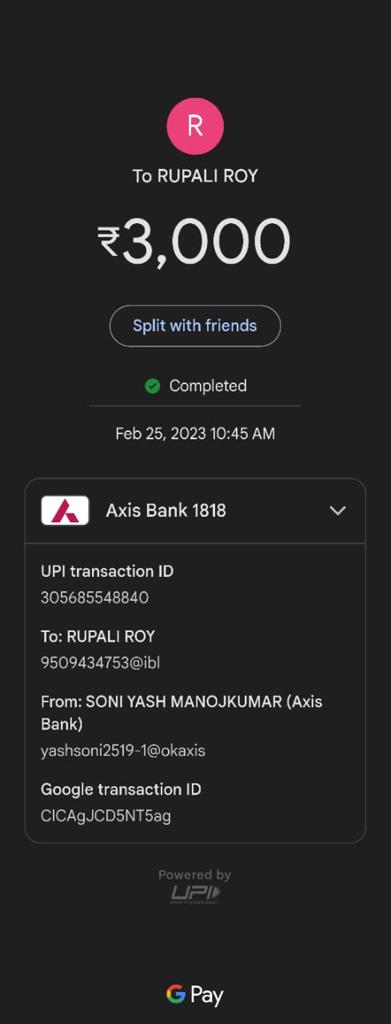 R
To RUPALI ROY
₹3,000
Split with friends
Completed
Feb 25, 2023 10:45 AM
Axis Bank 1818
UPI transaction ID
305685548840
To: RUPALI ROY
9509434753@ibl
From: SONI YASH MANOJKUMAR (Axis
Bank)
yashsoni2519-1@okaxis
Google transaction ID
CICAgJCD5NT5ag
Powered by
UPI
G Pay